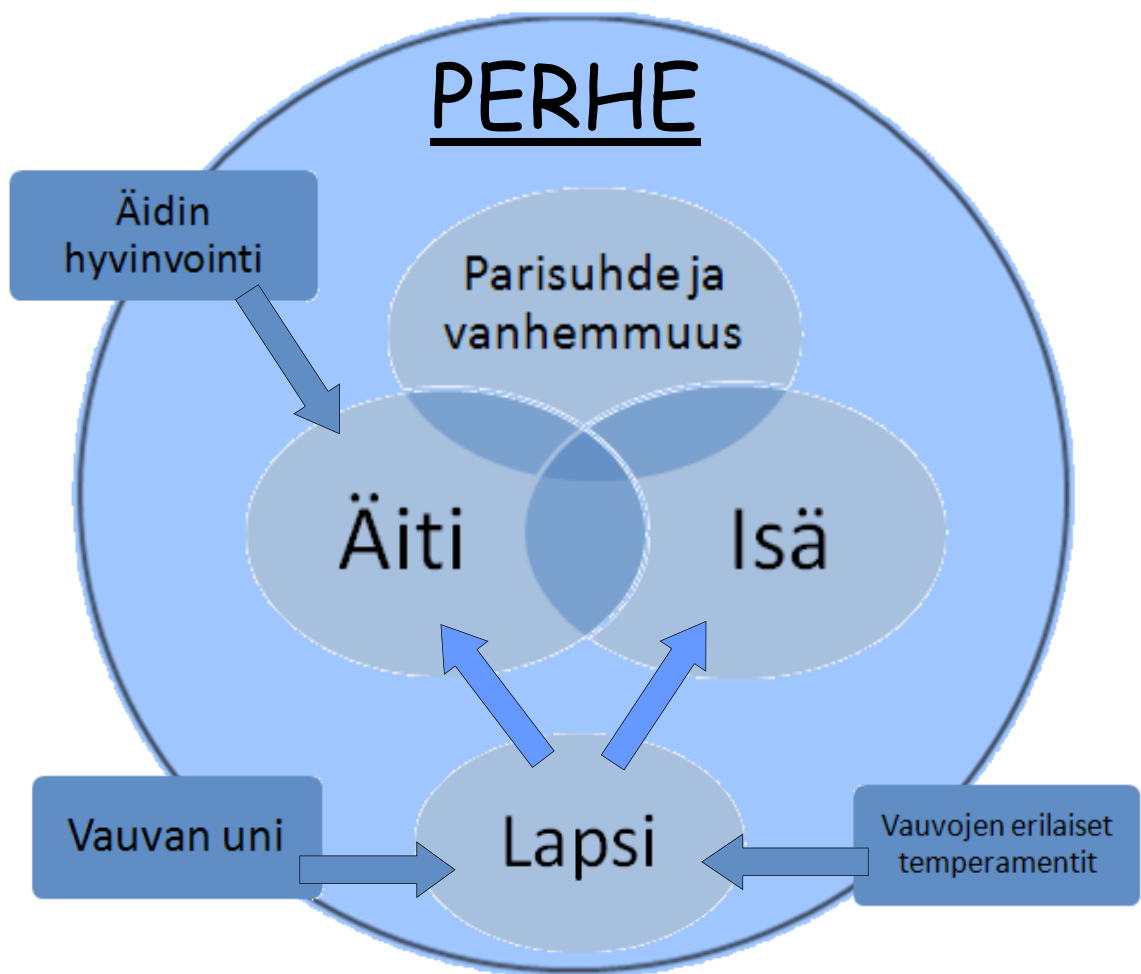 PERHE
Äidin
hyvinvointi
Parisuhde ja
vanhemmuus
Äiti
Isä
Vauvan uni
Lapsi
Vauvojen erilaiset
temperamentit